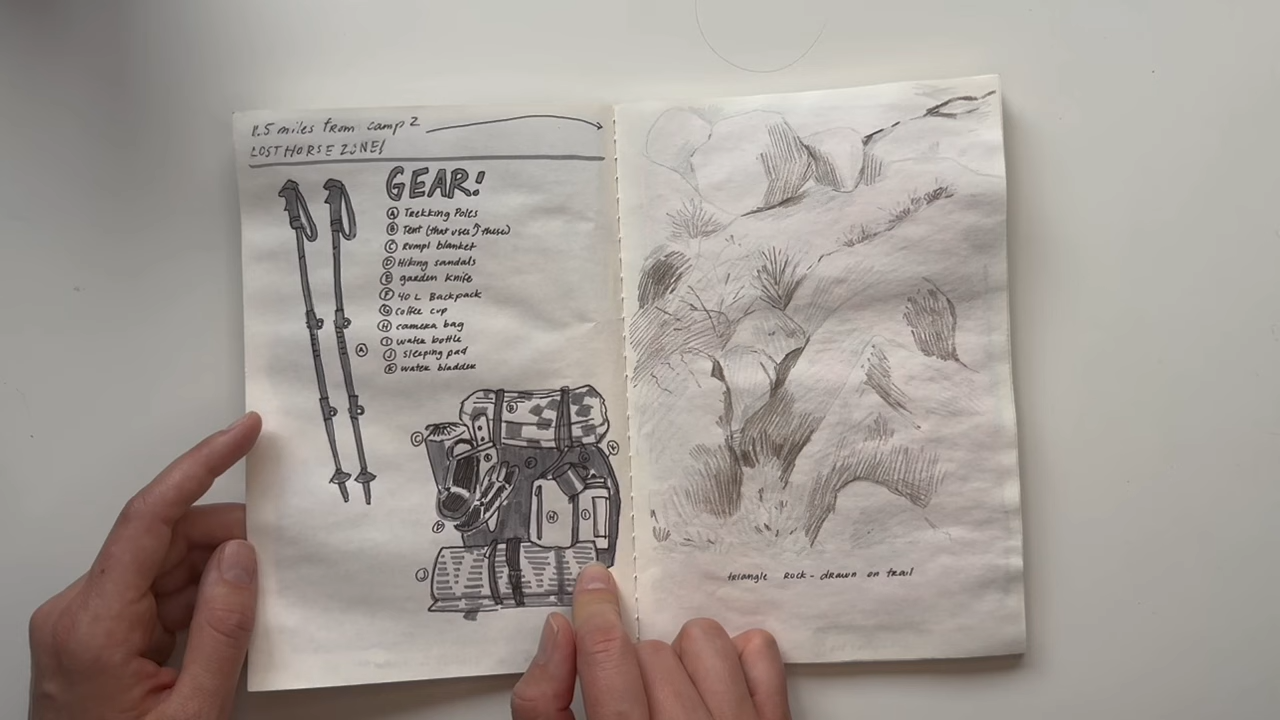 1.5 miles from camp 2
LOST HORSE ZONE!
GEAR!
A Trekking Poles
B Tent (that uses these)
C Rumpl blanket
D Hiking sandals
E garden knife
F 40 L Backpack
G coffee cup
H camera bag
I water bottle
J sleeping pad
K water bladder
A
B
C
K
E
F
G
H
I
D
J
triangle rock - drawn on trail